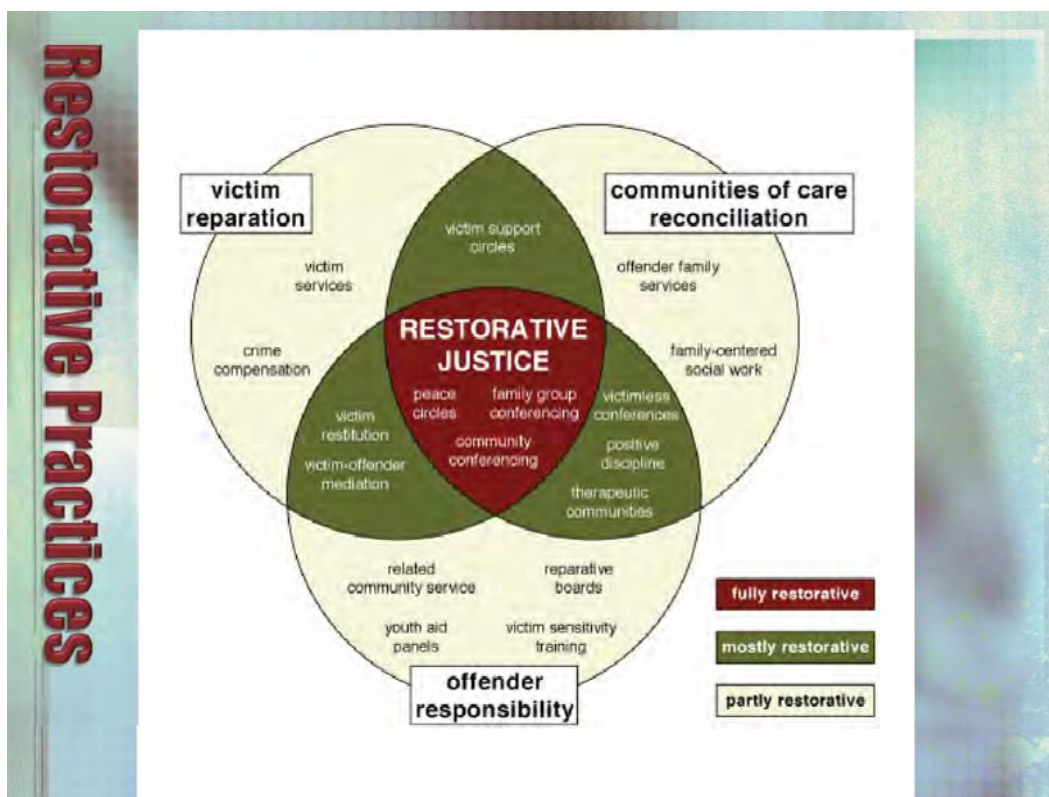 Restorative Practices
victim
reparation
communities of care
reconciliation
victim support
circles
victim
services
offender family
services
crime
compensation
family-centered
social work
RESTORATIVE
JUSTICE
peace
circles
family group
conferencing
community
conferencing
victim
restitution
victim-offender
mediation
victimless
conferences
positive
discipline
therapeutic
communities
related
community service
reparative
boards
youth aid
panels
victim sensitivity
training
offender
responsibility
fully restorative
mostly restorative
partly restorative